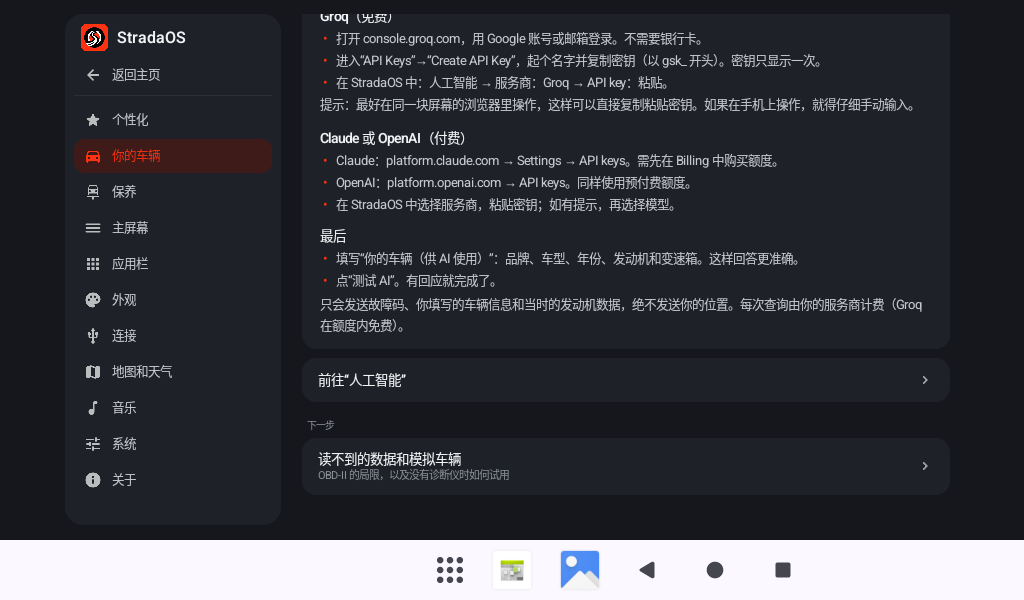 StradaOS
返回主页
个性化
你的车辆
保养
主屏幕
应用栏
外观
连接
地图和天气
音乐
系统
关于
Groq（免费）
• 打开 console.groq.com，用 Google 账号或邮箱登录。不需要银行卡。
• 进入“API Keys”→“Create API Key”，起个名字并复制密钥（以 gsk_ 开头）。密钥只显示一次。
• 在 StradaOS 中：人工智能 → 服务商：Groq → API key：粘贴。
提示：最好在同一块屏幕的浏览器里操作，这样可以直接复制粘贴密钥。如果在手机上操作，就得仔细手动输入。
Claude 或 OpenAI（付费）
• Claude：platform.claude.com → Settings → API keys。需先在 Billing 中购买额度。
• OpenAI：platform.openai.com → API keys。同样使用预付费额度。
• 在 StradaOS 中选择服务商，粘贴密钥；如有提示，再选择模型。
最后
• 填写“你的车辆（供 AI 使用）”：品牌、车型、年份、发动机和变速箱。这样回答更准确。
• 点“测试 AI”。有回应就完成了。
只会发送故障码、你填写的车辆信息和当时的发动机数据，绝不发送你的位置。每次查询由你的服务商计费（Groq
在额度内免费）。
前往“人工智能”
下一步
读不到的数据和模拟车辆
OBD-II 的局限，以及没有诊断仪时如何试用